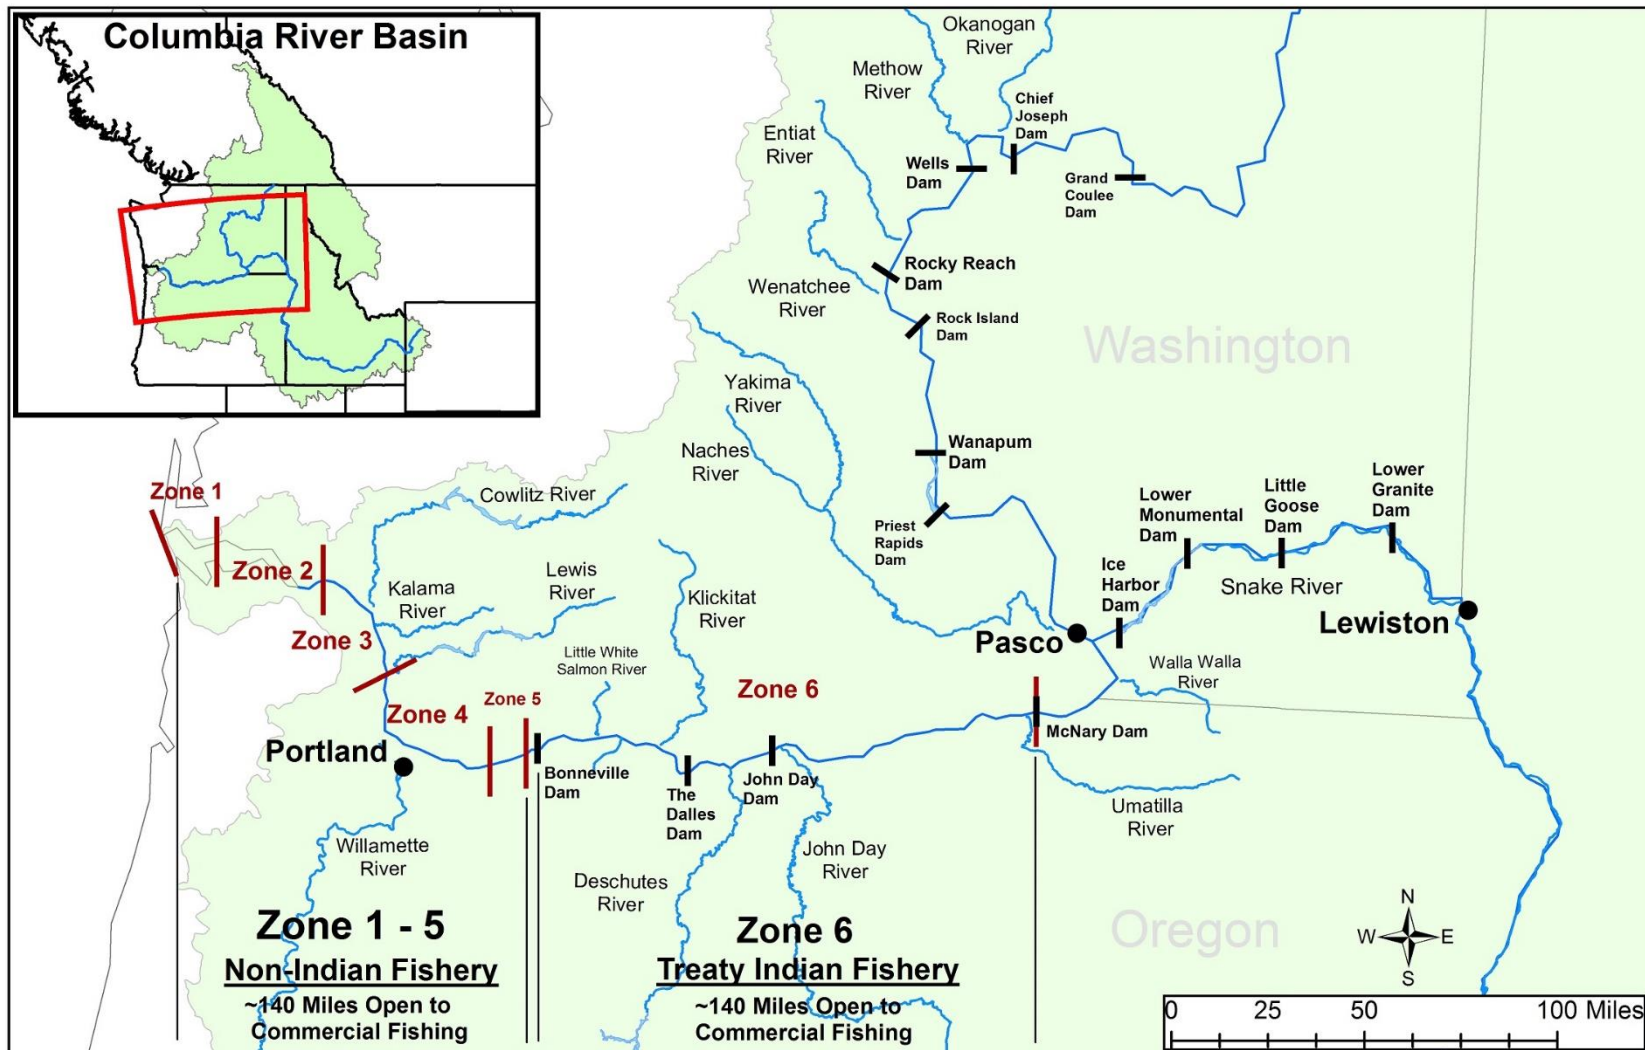 Columbia River Basin
Okanogan
River
Methow
River
Chief
Joseph
Dam
Entiat
River
Wells
Dam
Grand
Coulee
Dam
Rocky Reach
Dam
Wenatchee
River
Rock Island
Dam
Washington
Yakima
River
Naches
River
Wanapum
Dam
Priest
Rapids
Dam
Lower
Granite
Dam
Little
Goose
Dam
Lower
Monumental
Dam
Ice
Harbor
Dam
Snake River
Lewiston
Pasco
Walla Walla
River
Zone 1
Zone 2
Zone 3
Zone 4
Zone 5
Zone 6
Cowlitz River
Kalama
River
Lewis
River
Klickitat
River
Little White
Salmon River
Portland
Bonneville
Dam
The
Dalles
Dam
John Day
Dam
McNary Dam
Umatilla
River
Willamette
River
Deschutes
River
John Day
River
Oregon
Zone 1 - 5
Non-Indian Fishery
~140 Miles Open to
Commercial Fishing
Zone 6
Treaty Indian Fishery
~140 Miles Open to
Commercial Fishing
N
W E
S
0 25 50 100 Miles